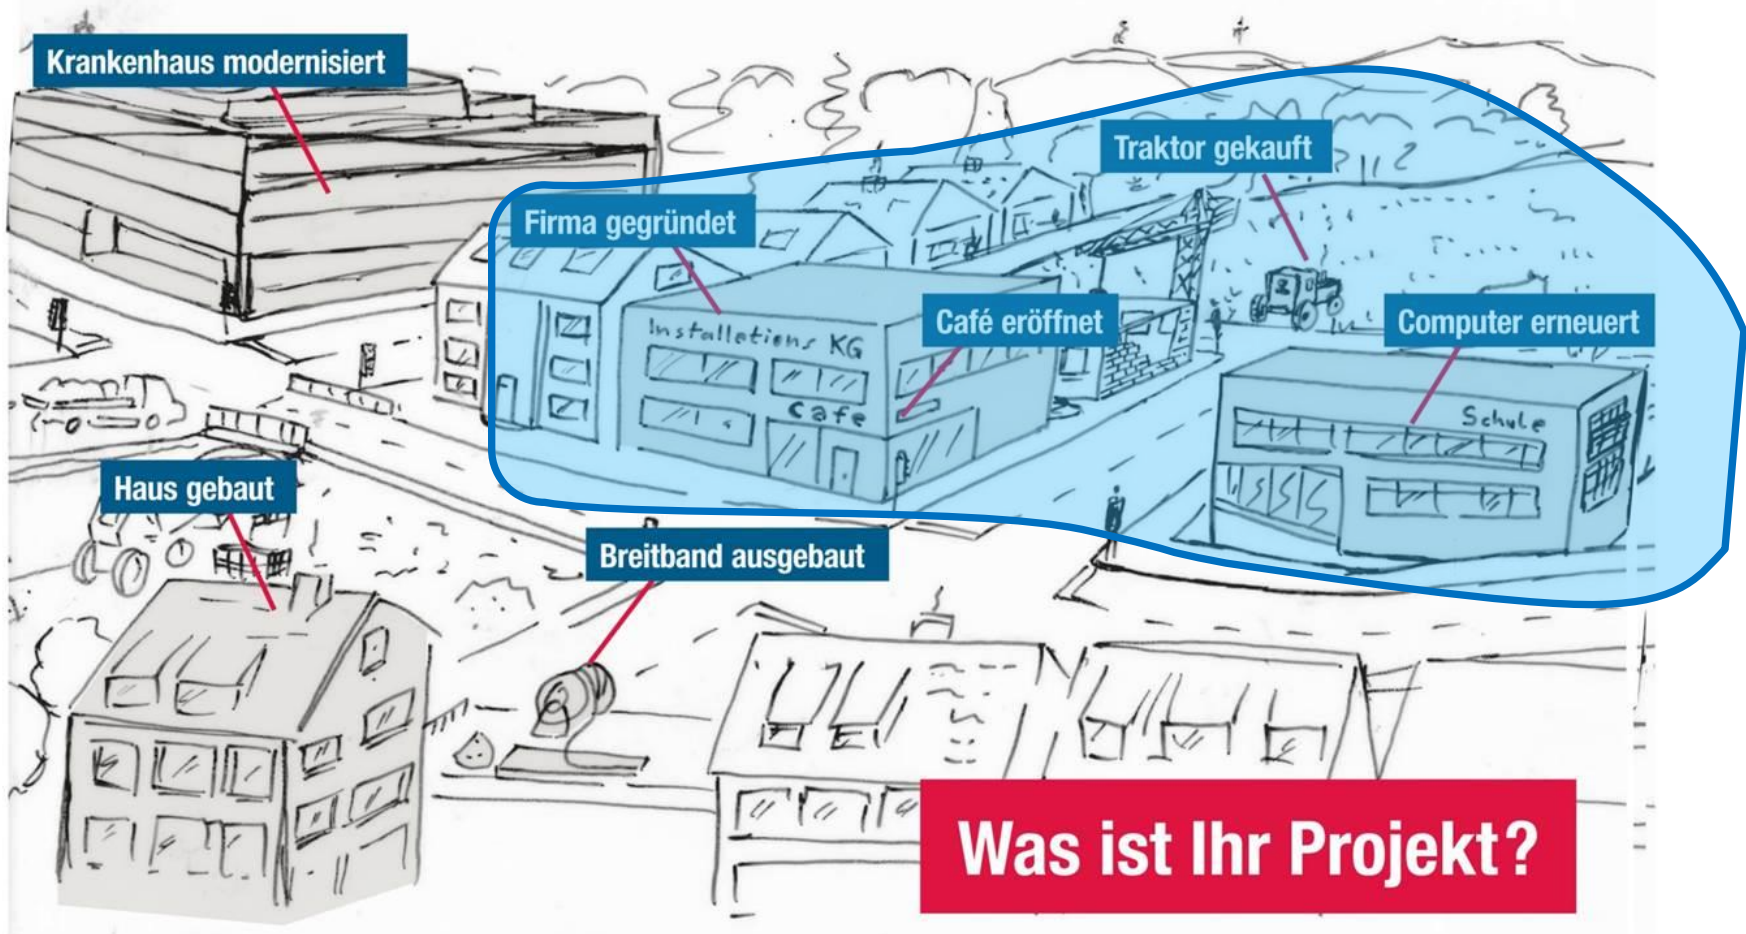 Krankenhaus modernisiert
Traktor gekauft
Firma gegründet
Café eröffnet
Computer erneuert
Installetions KG
Cafe
Schule
Haus gebaut
Breitband ausgebaut
Was ist Ihr Projekt?